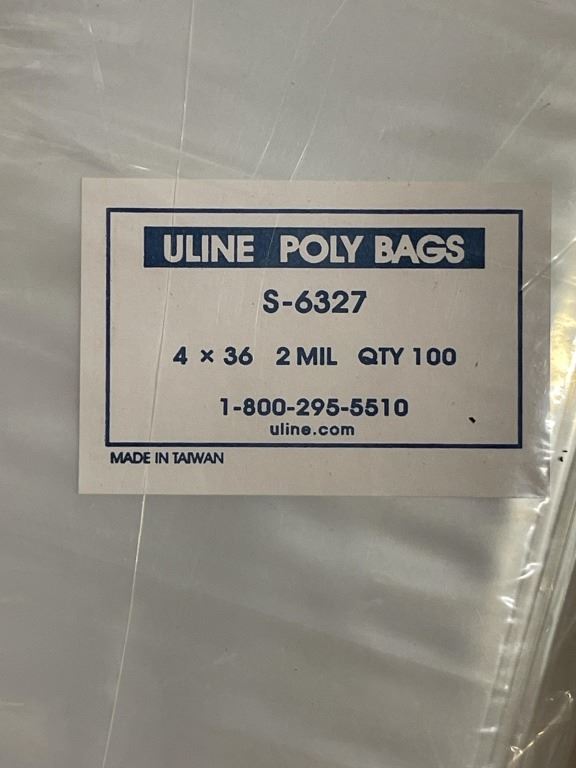 ULINE POLY BAGS
S-6327
4 × 36 2 MIL QTY 100
1-800-295-5510
uline.com
MADE IN TAIWAN